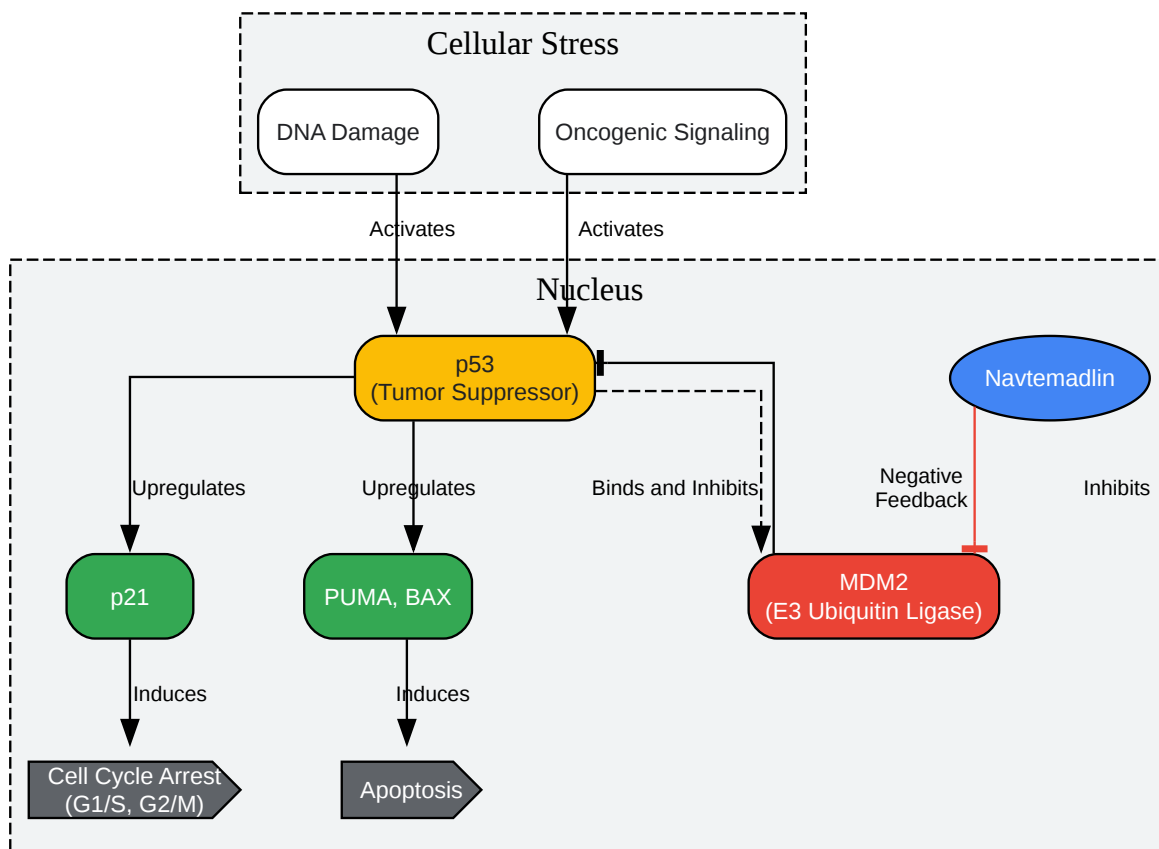 Cellular Stress
DNA Damage
Oncogenic Signaling
Activates
Activates
Nucleus
p53
(Tumor Suppressor)
Navtemadlin
Upregulates
Upregulates
Binds and Inhibits
Negative
Feedback
Inhibits
p21
PUMA, BAX
MDM2
(E3 Ubiquitin Ligase)
Induces
Induces
Cell Cycle Arrest
(G1/S, G2/M)
Apoptosis